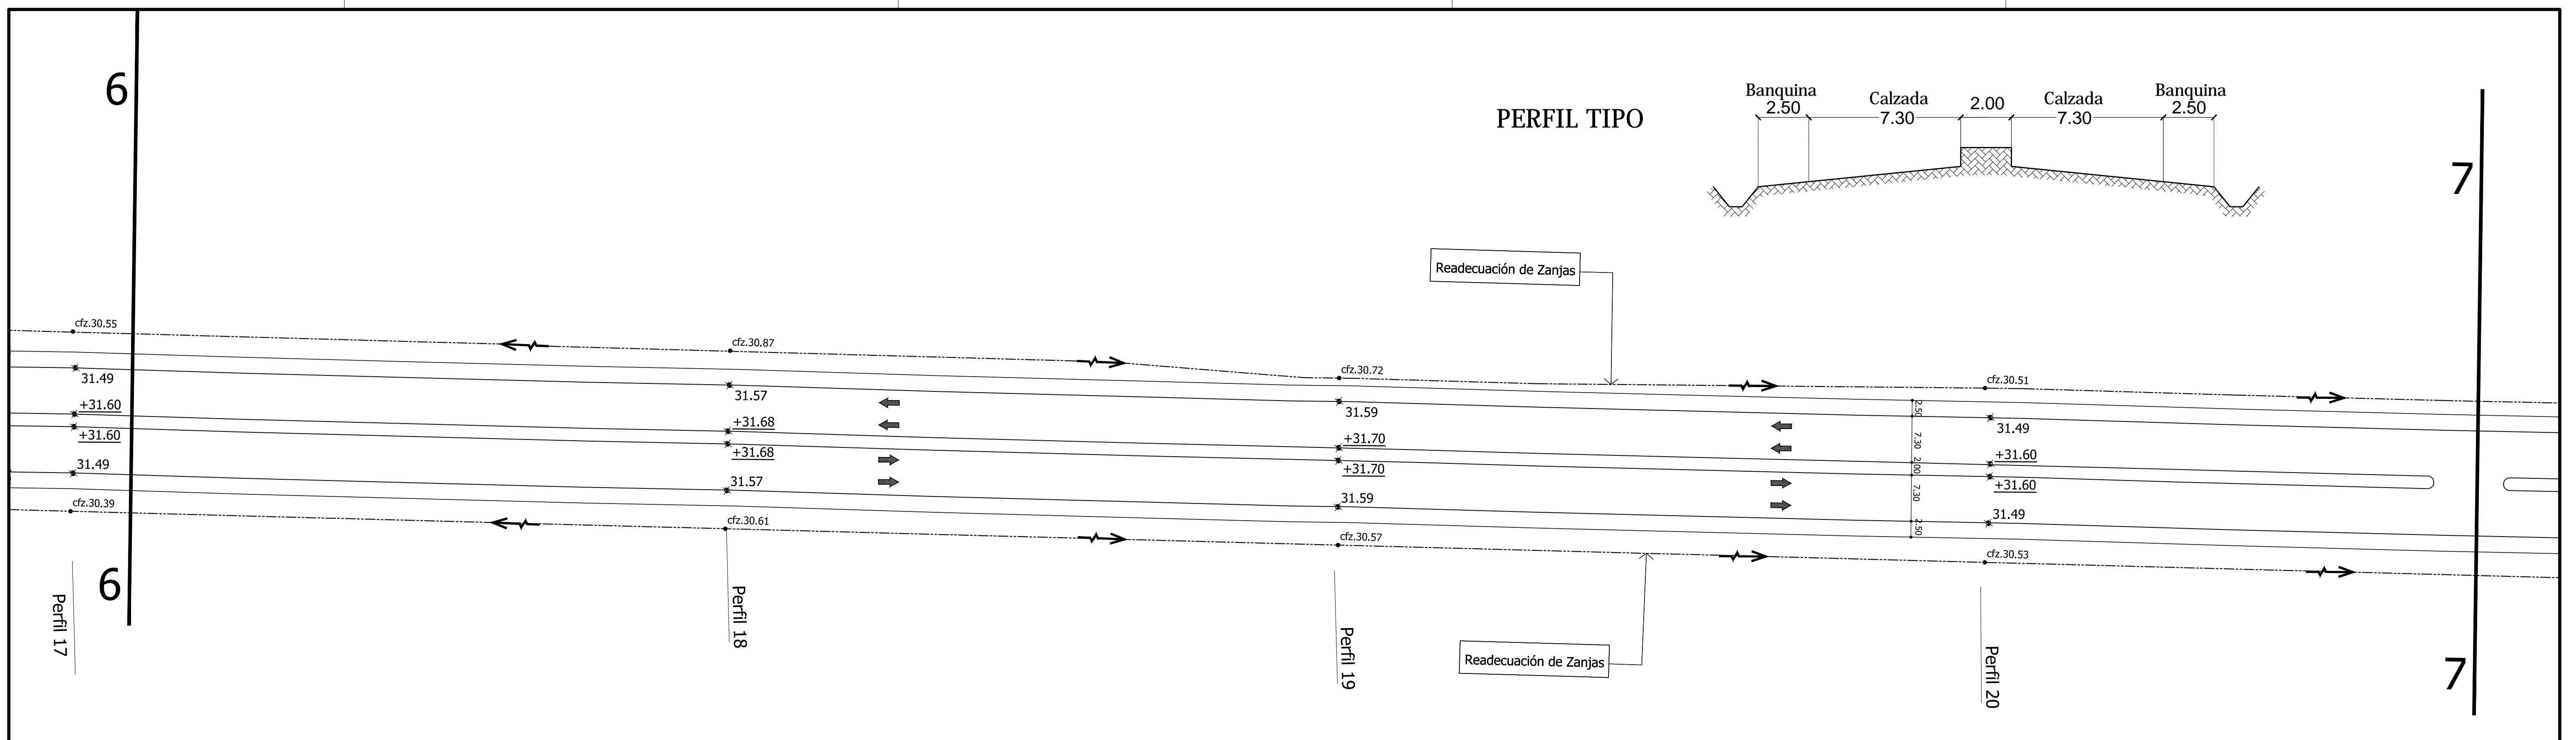 6
7
PERFIL TIPO
Banquina
2.50
Calzada
7.30
2.00
Calzada
7.30
Banquina
2.50
Readecuación de Zanjas
cfz.30.55
cfz.30.87
cfz.30.72
cfz.30.51
31.49
31.57
31.59
31.49
+31.60
+31.68
+31.70
+31.60
+31.60
+31.68
+31.70
+31.60
31.49
31.57
31.59
31.49
2.50
7.30
2.00
7.30
2.50
cfz.30.39
cfz.30.61
cfz.30.57
cfz.30.53
6
Perfil 17
Perfil 18
Perfil 19
Readecuación de Zanjas
Perfil 20
7